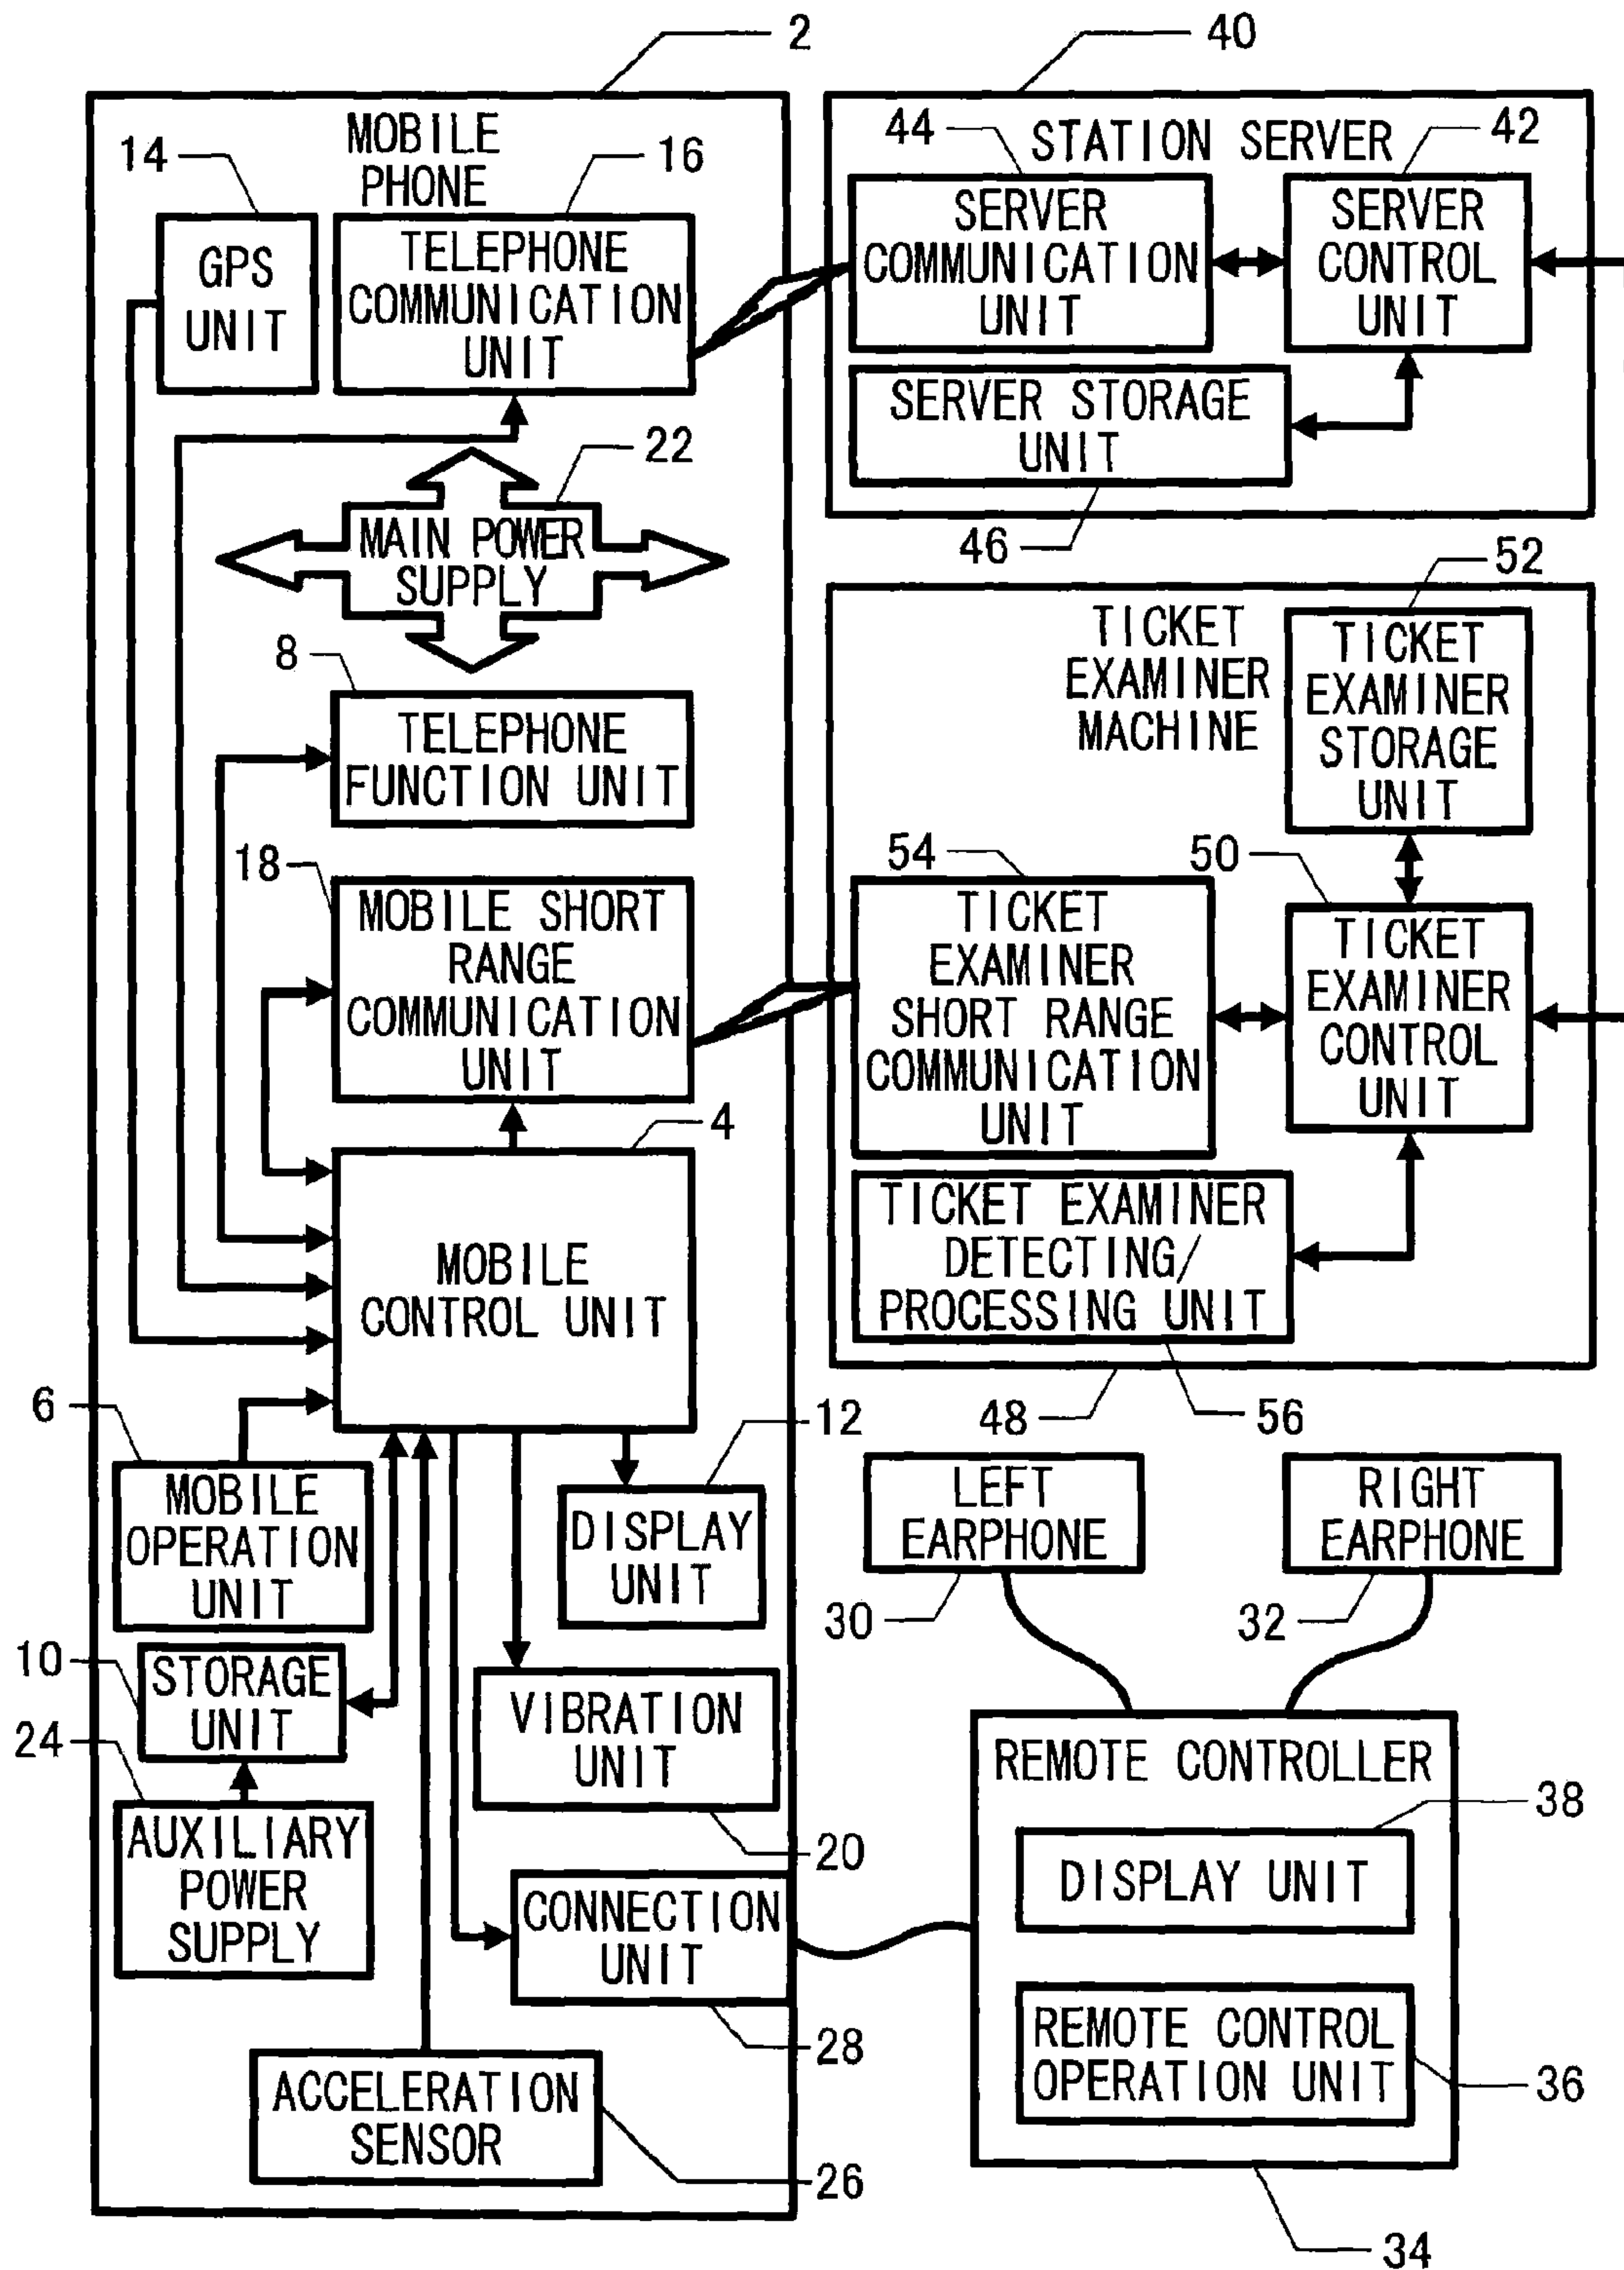 2
40
MOBILE
PHONE
14
16
GPS
UNIT
TELEPHONE
COMMUNICATION
UNIT
22
MAIN POWER
SUPPLY
8
TELEPHONE
FUNCTION UNIT
18
MOBILE SHORT
RANGE
COMMUNICATION
UNIT
4
MOBILE
CONTROL UNIT
6
MOBILE
OPERATION
UNIT
12
DISPLAY
UNIT
10
STORAGE
UNIT
24
AUXILIARY
POWER
SUPPLY
VIBRATION
UNIT
20
CONNECTION
UNIT
28
ACCELERATION
SENSOR
26
STATION SERVER
44
42
SERVER
COMMUNICATION
UNIT
SERVER
CONTROL
UNIT
SERVER STORAGE
UNIT
46
52
TICKET
EXAMINER
MACHINE
TICKET
EXAMINER
STORAGE
UNIT
54
50
TICKET
EXAMINER
SHORT RANGE
COMMUNICATION
UNIT
TICKET
EXAMINER
CONTROL
UNIT
TICKET EXAMINER
DETECTING/
PROCESSING UNIT
48
56
LEFT
EARPHONE
RIGHT
EARPHONE
30
32
REMOTE CONTROLLER
38
DISPLAY UNIT
REMOTE CONTROL
OPERATION UNIT
36
34